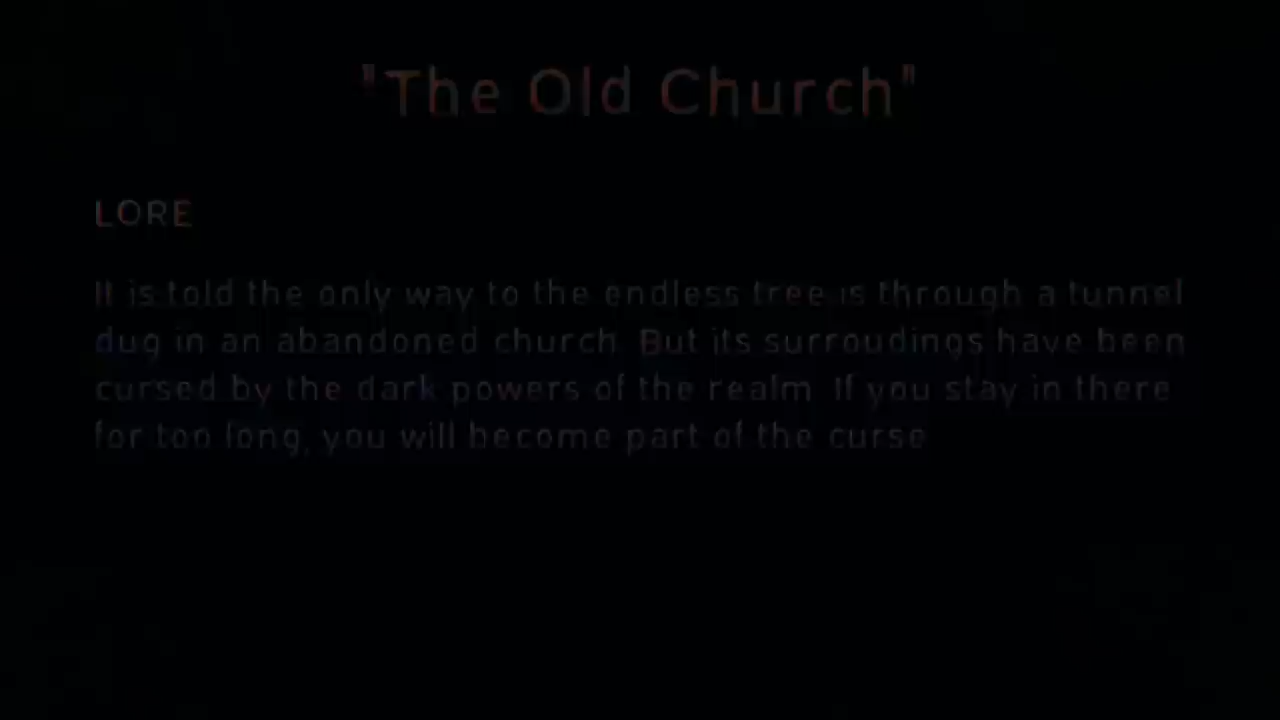 "The Old Church"
LORE
It is told the only way to the endless tree is through a tunnel
dug in an abandoned church. But its surroudings have been
cursed by the dark powers of the realm. If you stay in there
for too long, you will become part of the curse